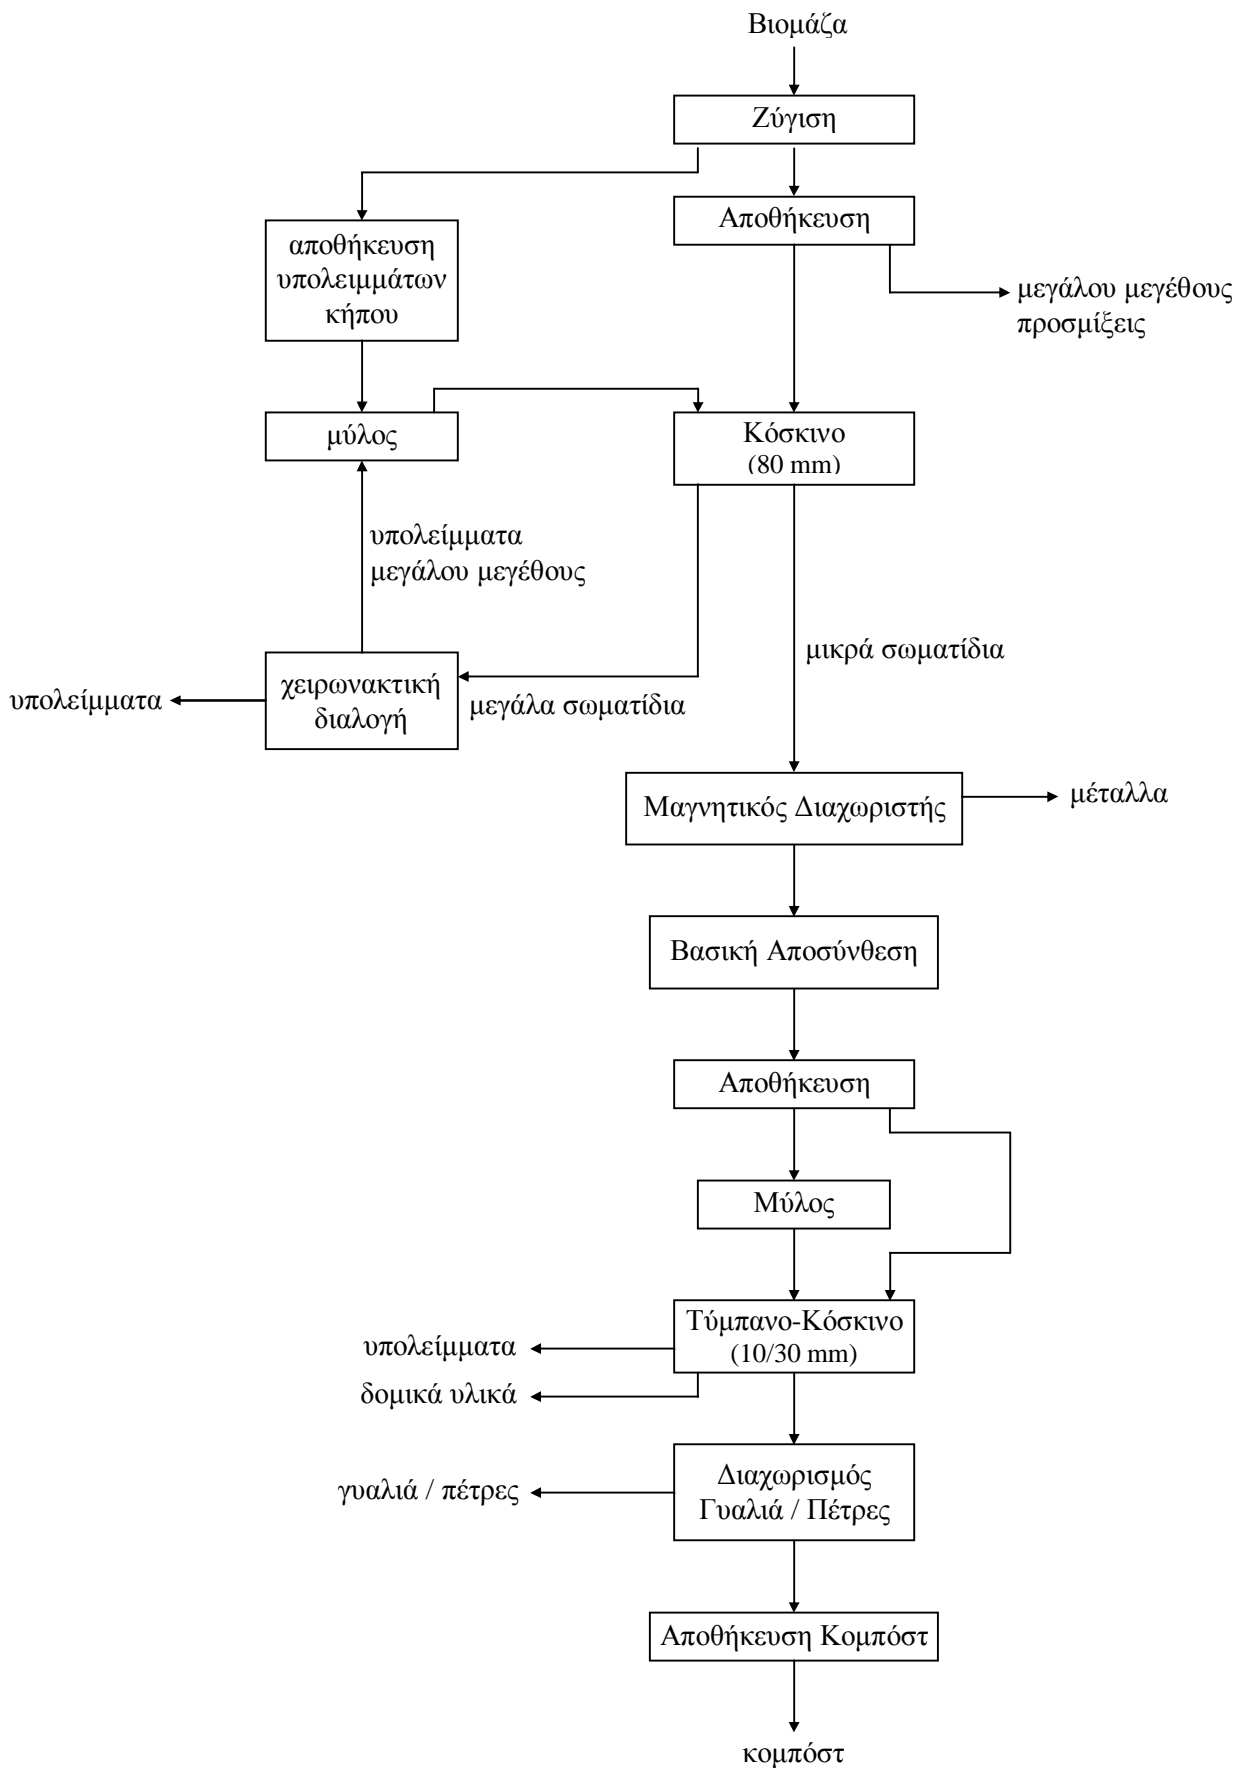 Βιομάζα
Ζύγιση
Αποθήκευση
αποθήκευση
υπολειμμάτων
κήπου
μεγάλου μεγέθους
προσμίξεις
μύλος
Κόσκινο
(80 mm)
υπολείμματα
μεγάλου μεγέθους
μικρά σωματίδια
υπολείμματα
χειρωνακτική
διαλογή
μεγάλα σωματίδια
Μαγνητικός Διαχωριστής
μέταλλα
Βασική Αποσύνθεση
Αποθήκευση
Μύλος
Τύμπανο-Κόσκινο
(10/30 mm)
υπολείμματα
δομικά υλικά
Διαχωρισμός
Γυαλιά / Πέτρες
γυαλιά / πέτρες
Αποθήκευση Κομπόστ
κομπόστ